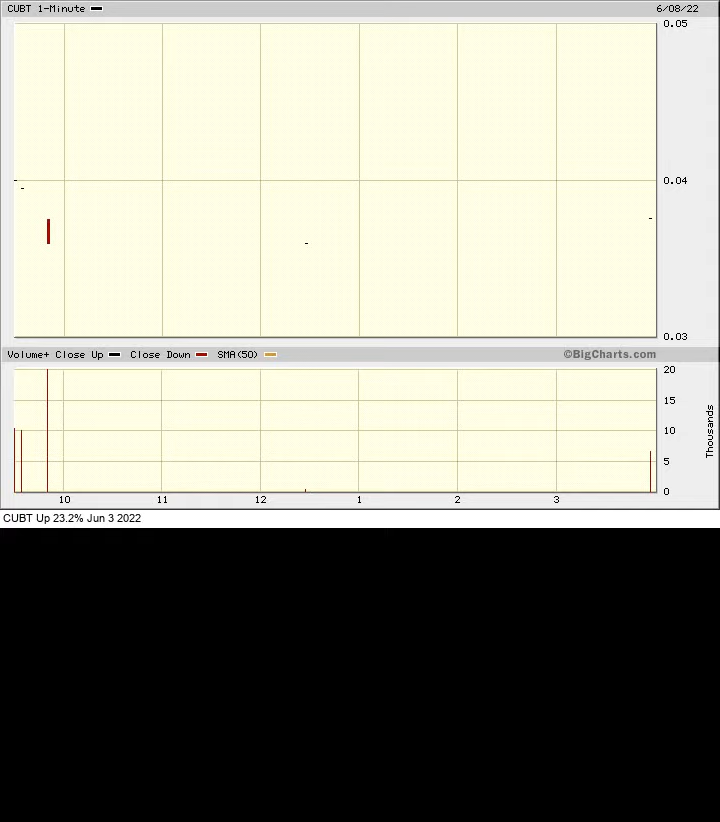 CUBT 1-Minute 6/08/22
0.05
0.04
0.03
Volume+ Close Up Close Down SMA(50) ©BigCharts.com
20
15
10
5
0
Thousands
10 11 12 1 2 3
CUBT Up 23.2% Jun 3 2022